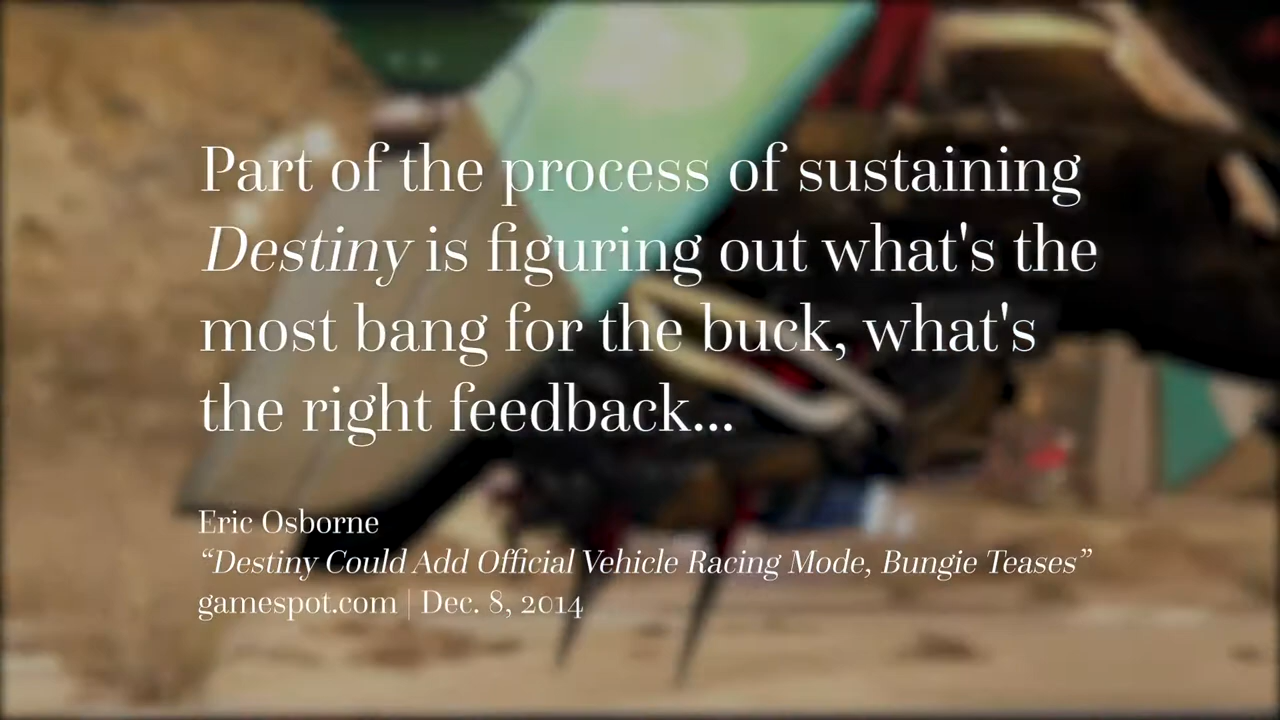 Part of the process of sustaining
Destiny is figuring out what's the
most bang for the buck, what's
the right feedback...
Eric Osborne
“Destiny Could Add Official Vehicle Racing Mode, Bungie Teases”
gamespot.com | Dec. 8, 2014